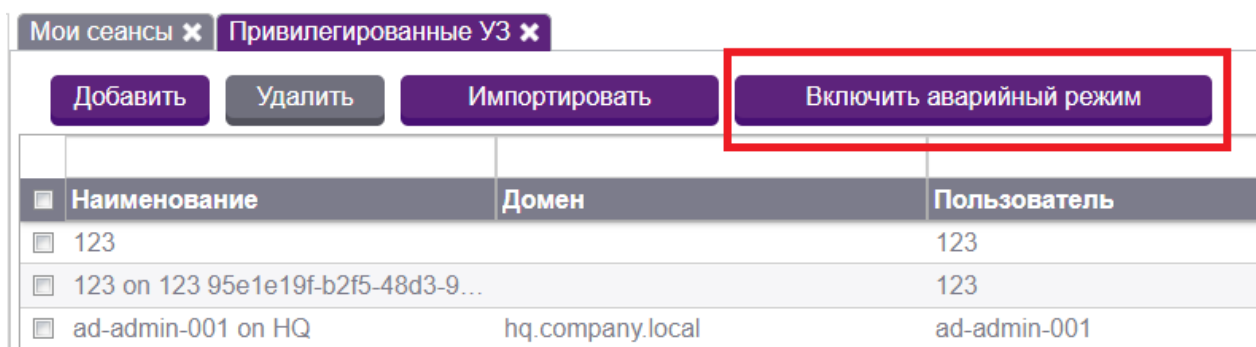 Мои сеансы Привилегированные УЗ
Добавить Удалить Импортировать Включить аварийный режим
Наименование Домен Пользователь
123 123
123 on 123 95e1e19f-b2f5-48d3-9... 123
ad-admin-001 on HQ hq.company.local ad-admin-001